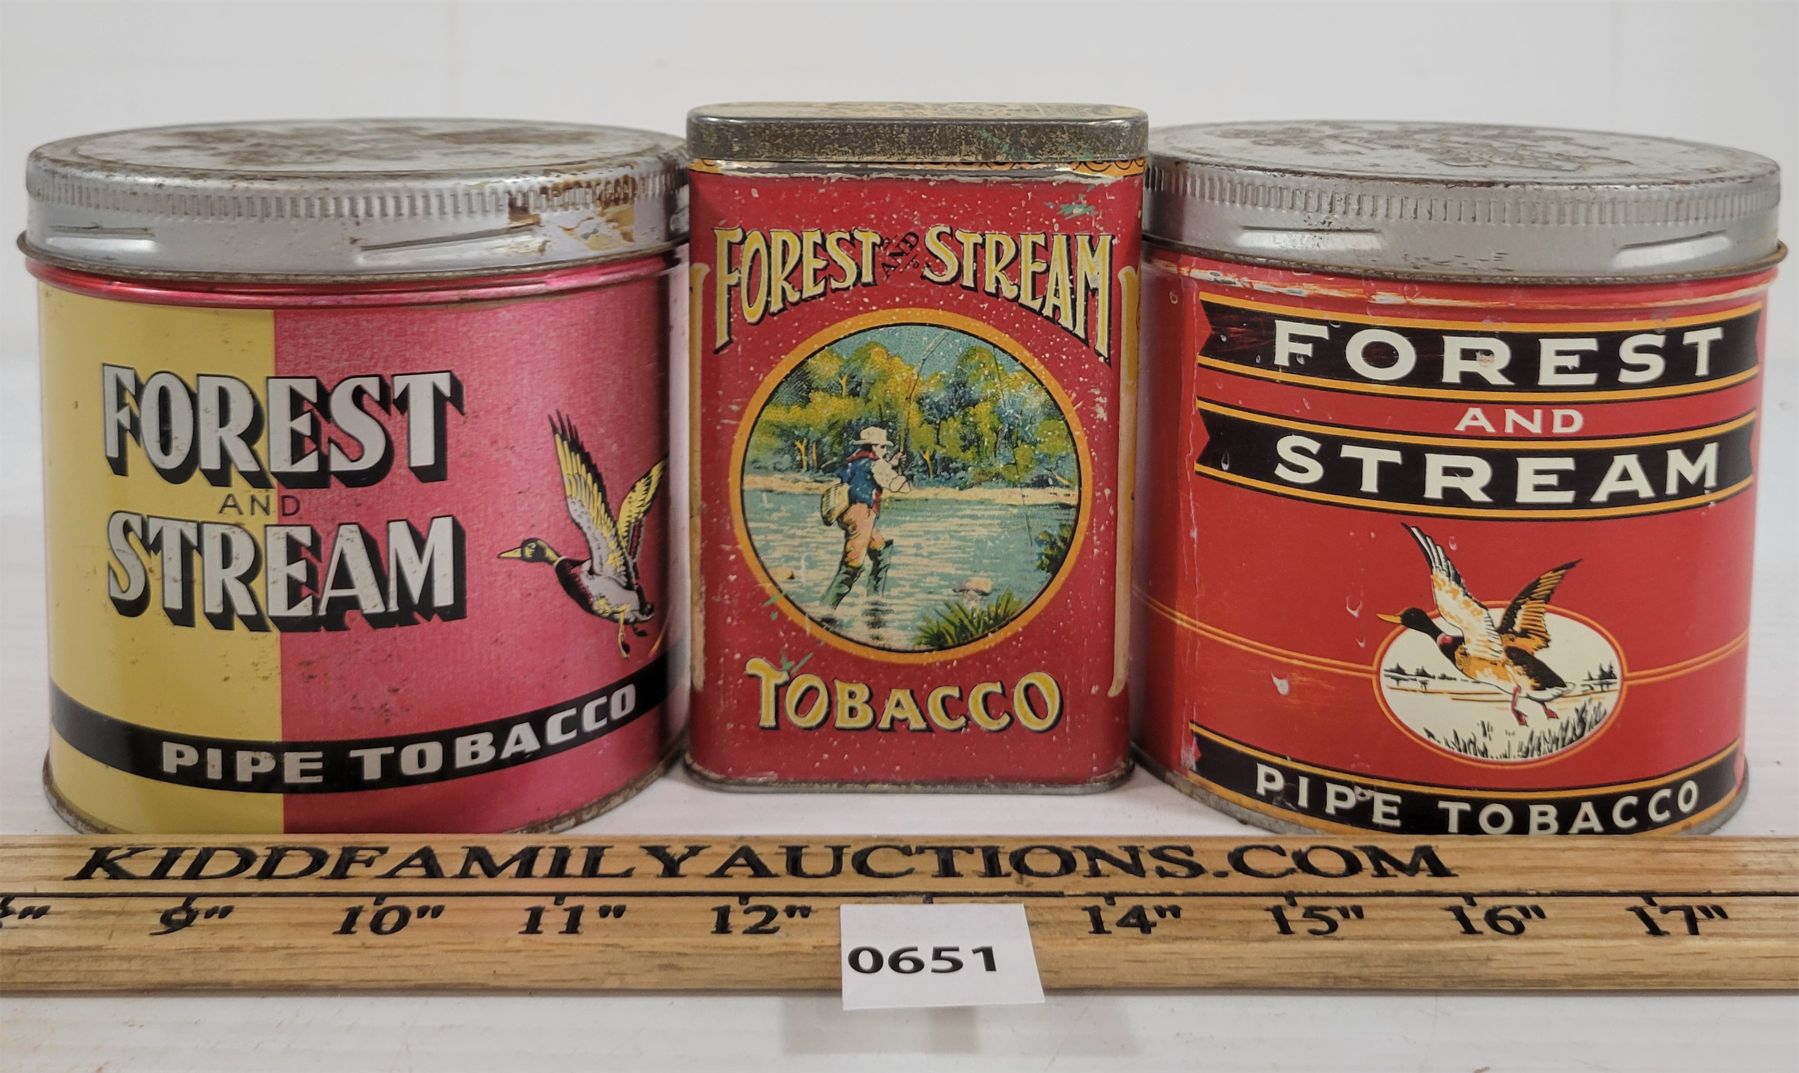 FOREST
AND
STREAM
PIPE TOBACCO
FOREST AND STREAM
TOBACCO
FOREST
AND
STREAM
PIPE TOBACCO
KIDDFAMILYAUCTIONS.COM
9" 10" 11" 12" 14" 15" 16" 17"
0651